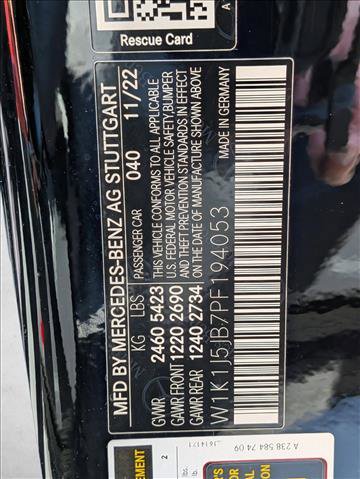 A
Rescue Card
MFD BY MERCEDES-BENZ AG STUTTGART
040 11/22
KG LBS PASSENGER CAR
GVWR 2460 5423
GAWR FRONT 1220 2690
GAWR REAR 1240 2734
THIS VEHICLE CONFORMS TO ALL APPLICABLE
U.S. FEDERAL MOTOR VEHICLE SAFETY, BUMPER
AND THEFT PREVENTION STANDARDS IN EFFECT
ON THE DATE OF MANUFACTURE SHOWN ABOVE
W1K1J5JB7PF194053 MADE IN GERMANY
A 238 584 74 09
1614171
2